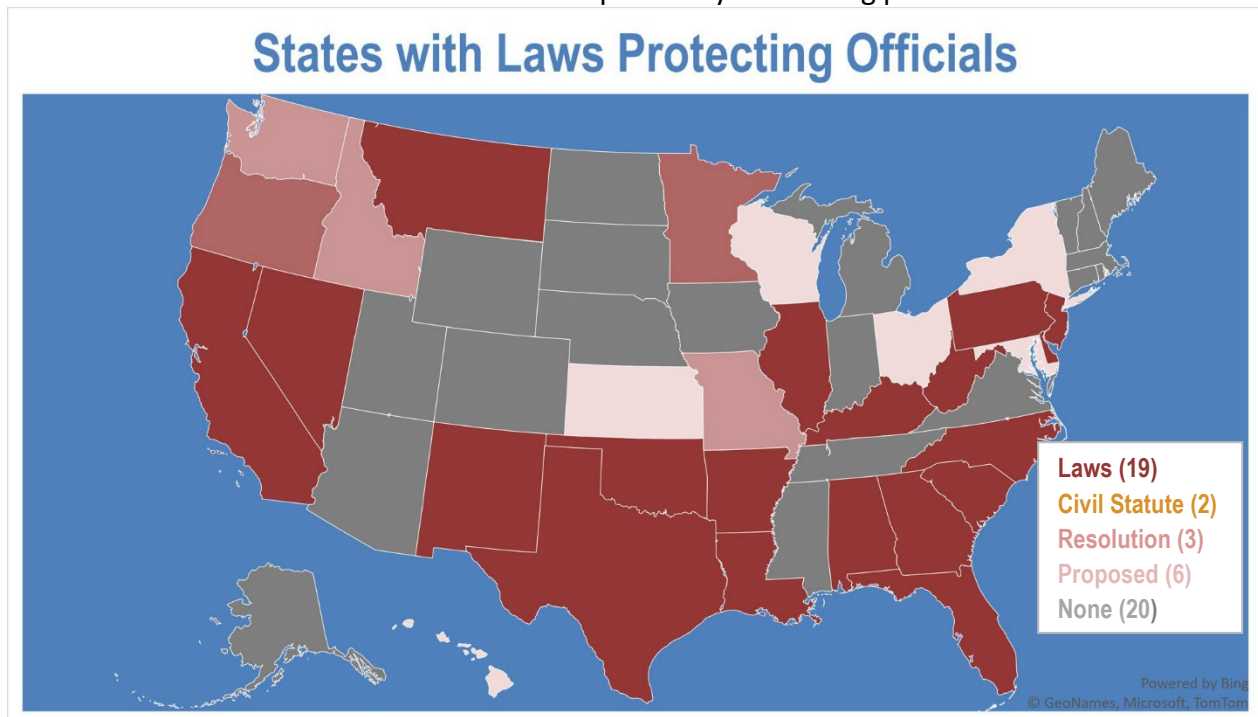 States with Laws Protecting Officials
Laws (19)
Civil Statute (2)
Resolution (3)
Proposed (6)
None (20)
Powered by Bing
© GeoNames, Microsoft, TomTom